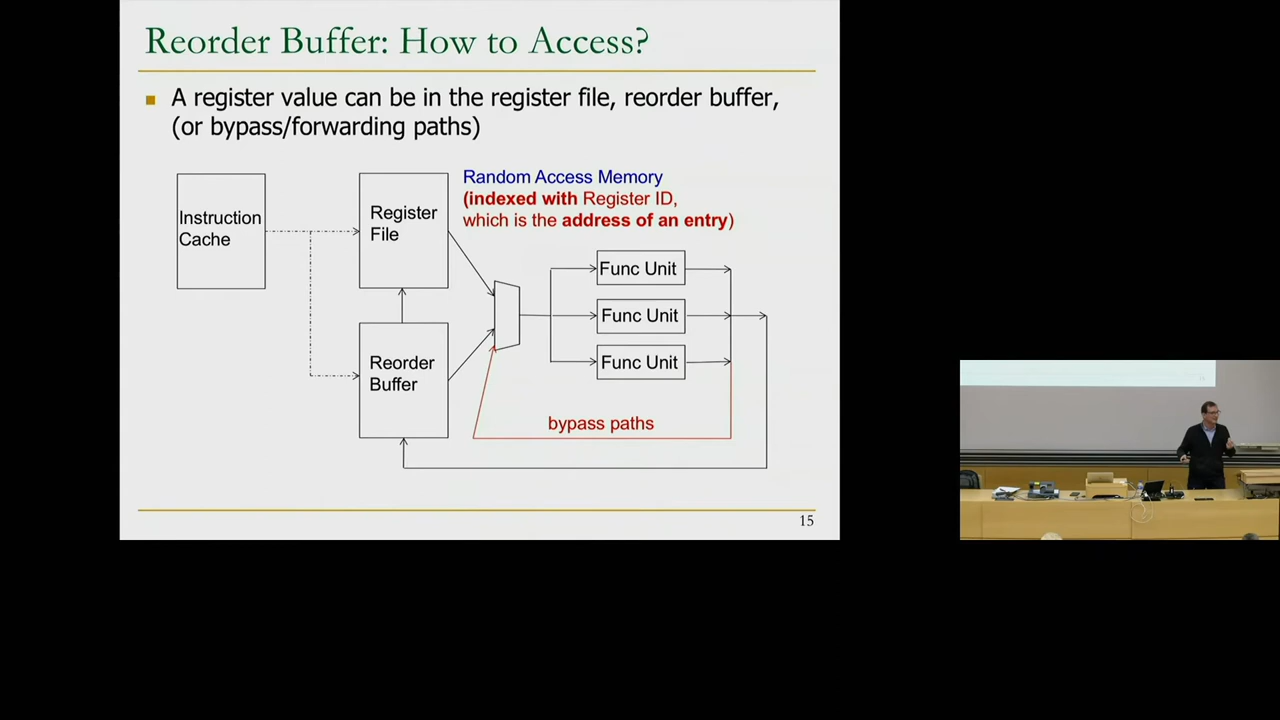 Reorder Buffer: How to Access?
A register value can be in the register file, reorder buffer,
(or bypass/forwarding paths)
Random Access Memory
(indexed with Register ID,
which is the address of an entry)
Instruction
Cache
Register
File
Func Unit
Func Unit
Func Unit
Reorder
Buffer
bypass paths
15